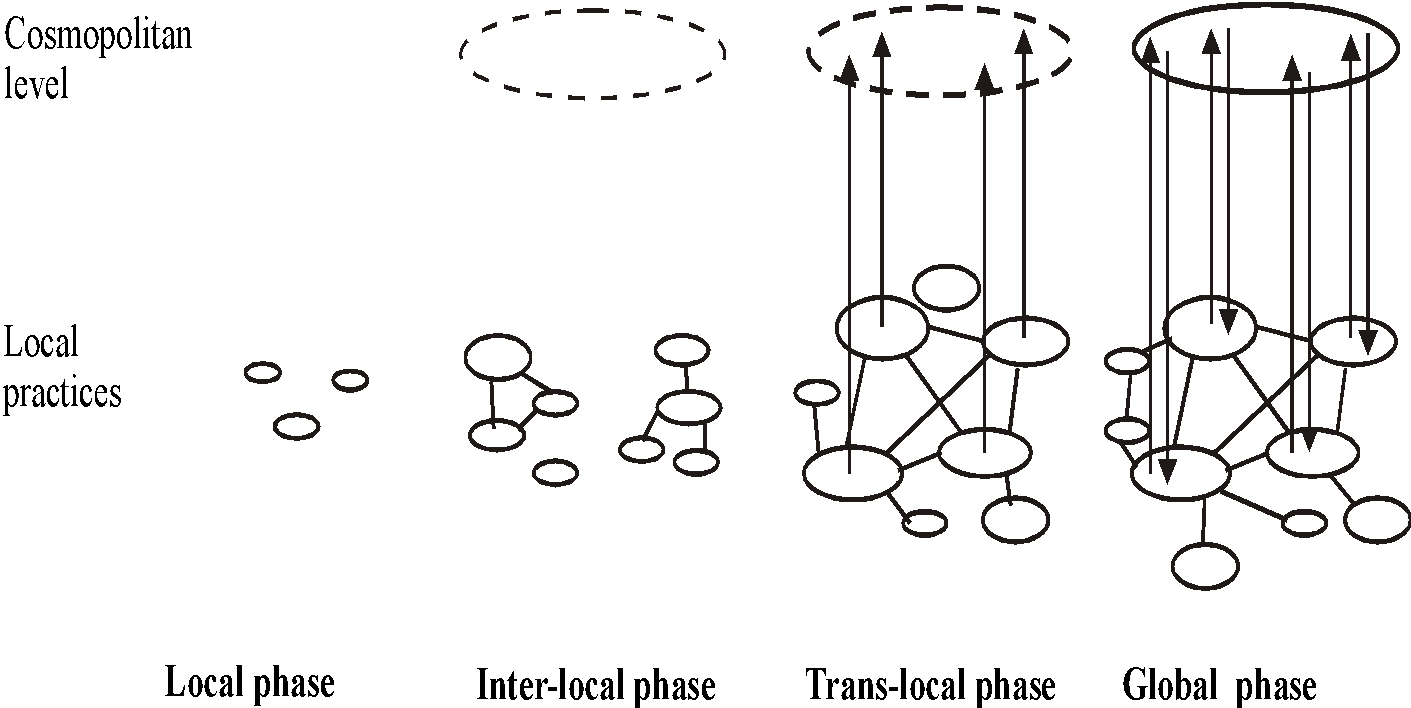 Cosmopolitan
level
Local
practices
Local phase
Inter-local phase
Trans-local phase
Global phase